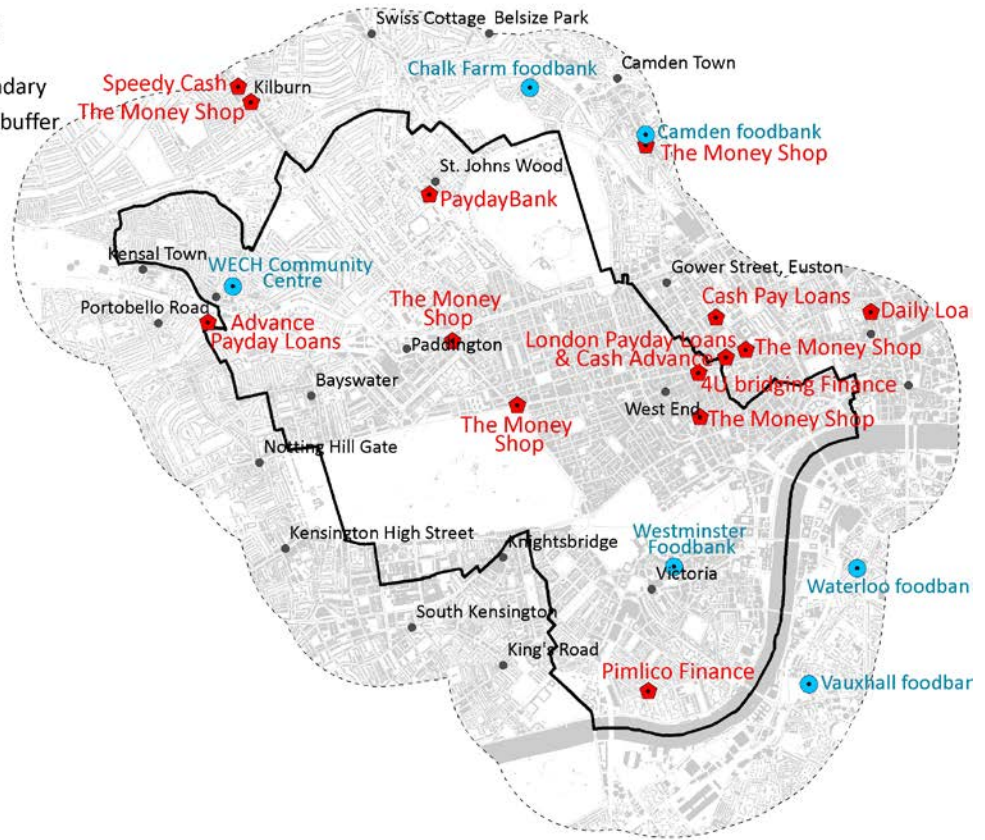 Swiss Cottage
Belsize Park
ndary
buffer
Speedy Cash
Kilburn
The Money Shop
Chalk Farm foodbank
Camden Town
Camden foodbank
The Money Shop
St. Johns Wood
PaydayBank
Kensal Town
WECH Community
Centre
Portobello Road
Advance
Payday Loans
The Money
Shop
Paddington
Gower Street, Euston
Cash Pay Loans
Daily Loa
London Payday Loans
& Cash Advance
The Money Shop
4U bridging Finance
Bayswater
West End
The Money Shop
The Money
Shop
Notting Hill Gate
Kensington High Street
Knightsbridge
Westminster
Foodbank
Victoria
Waterloo foodban
South Kensington
King's Road
Pimlico Finance
Vauxhall foodbar